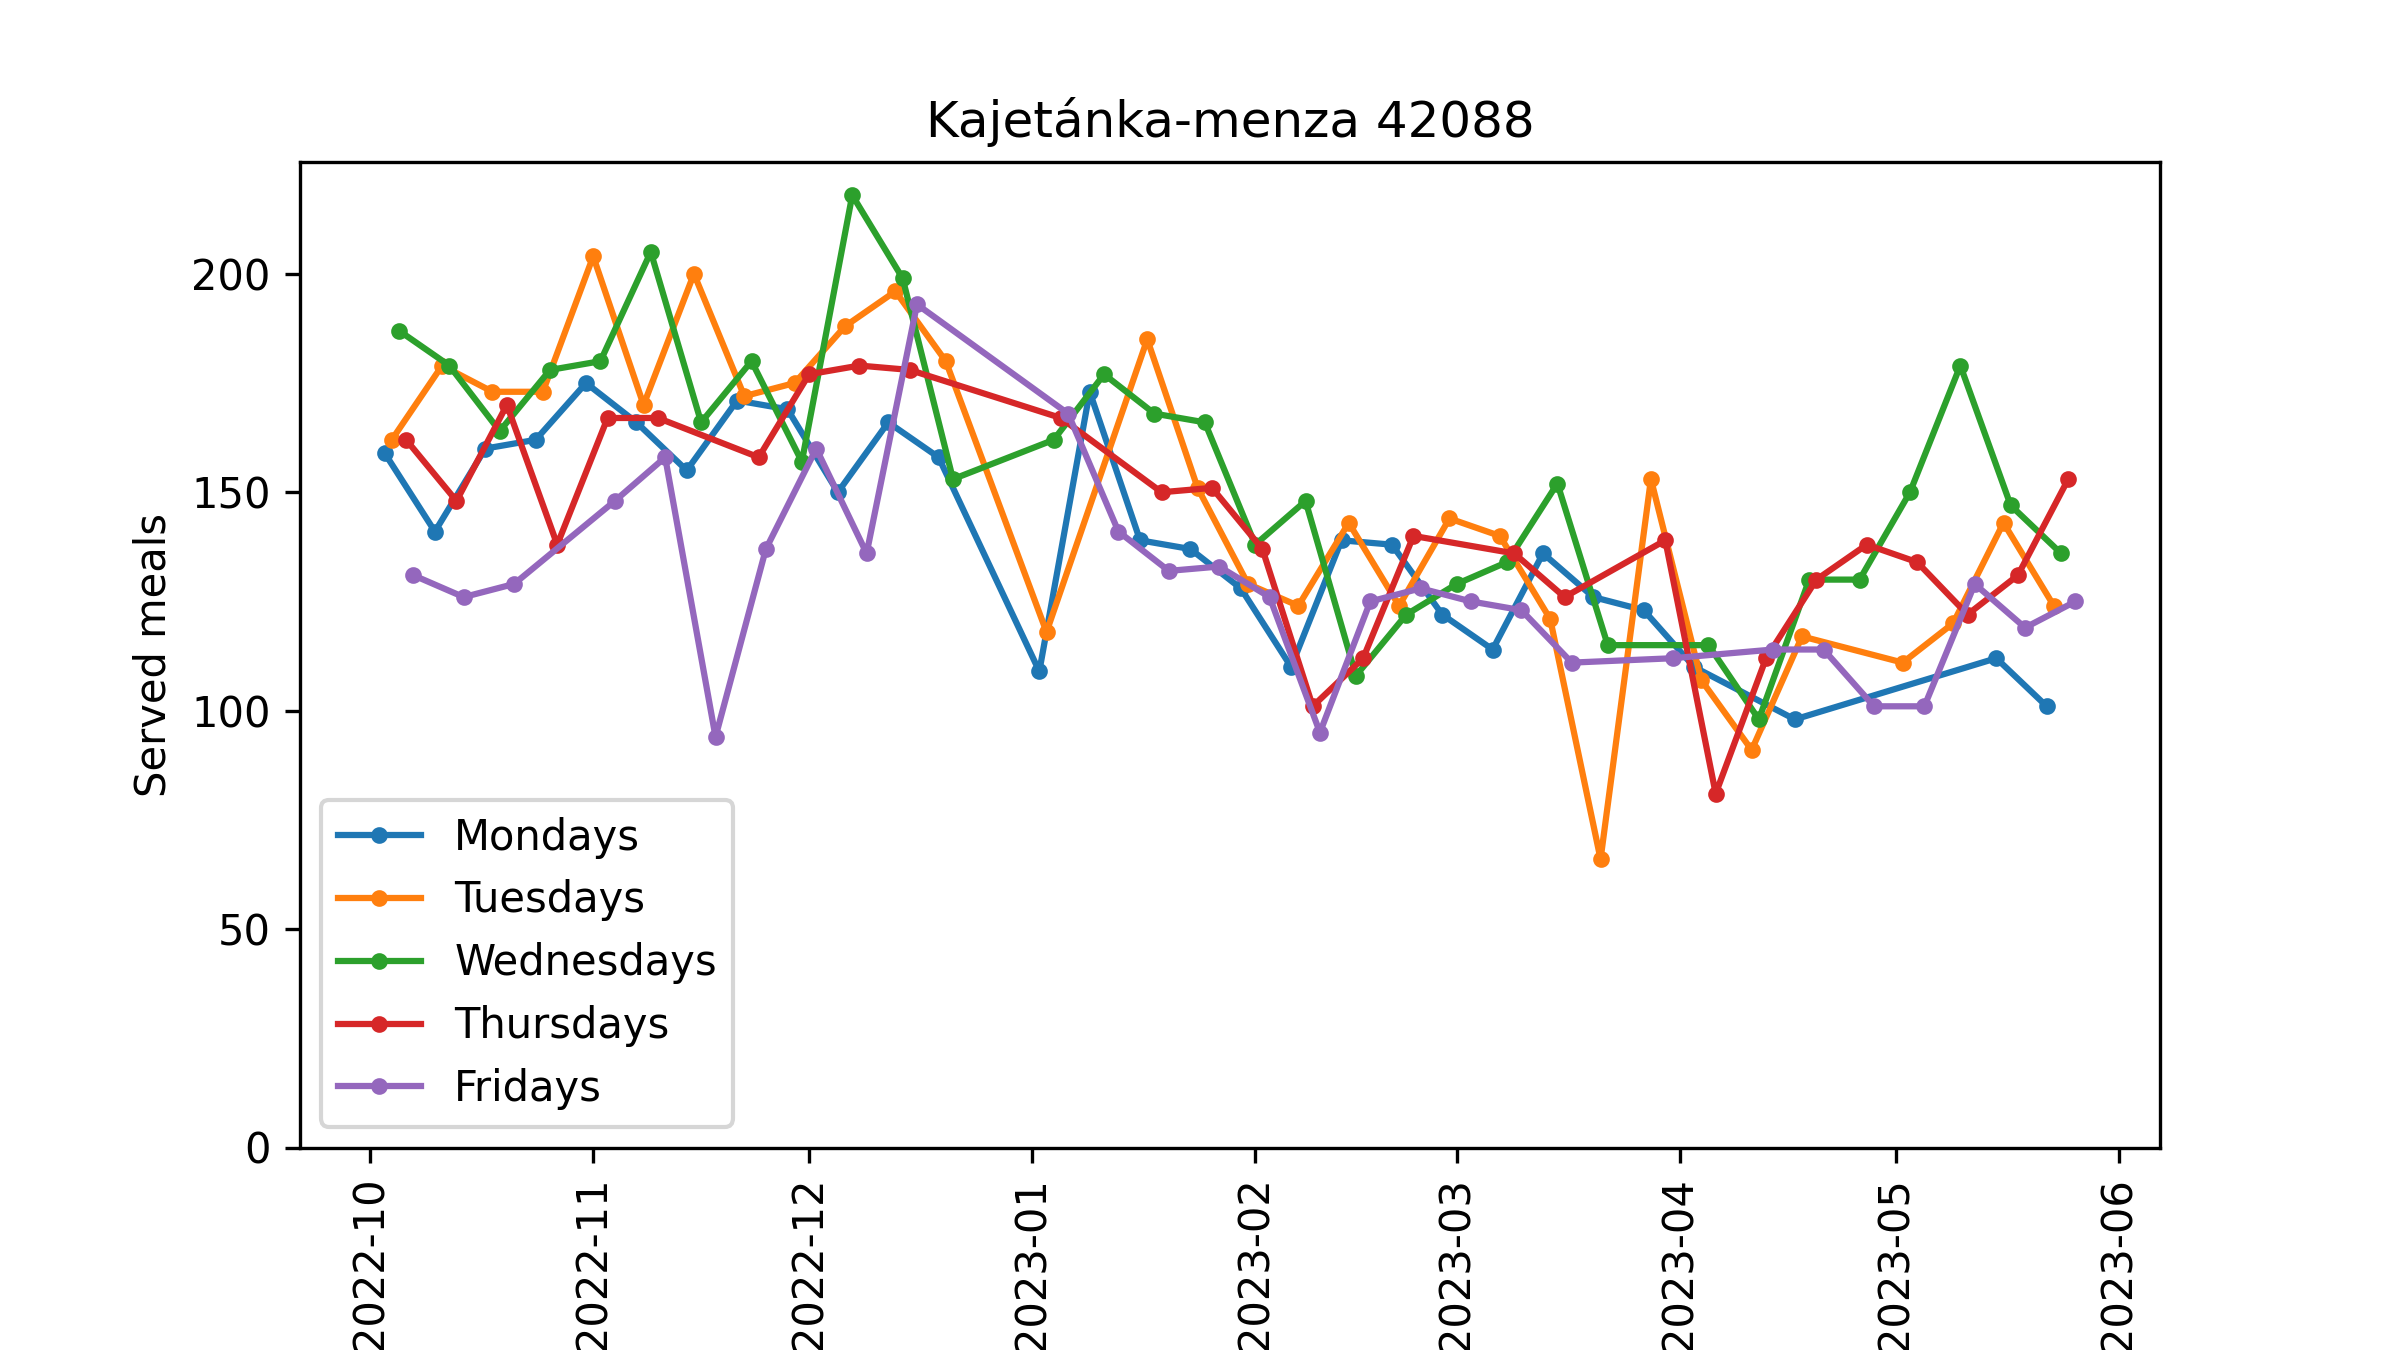 Kajetánka-menza 42088
Served meals
200
150
100
50
0
Mondays
Tuesdays
Wednesdays
Thursdays
Fridays
2022-10
2022-11
2022-12
2023-01
2023-02
2023-03
2023-04
2023-05
2023-06